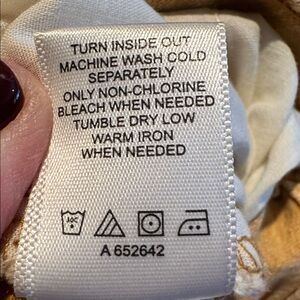 TURN INSIDE OUT
MACHINE WASH COLD
SEPARATELY
ONLY NON-CHLORINE
BLEACH WHEN NEEDED
TUMBLE DRY LOW
WARM IRON
WHEN NEEDED
A 652642